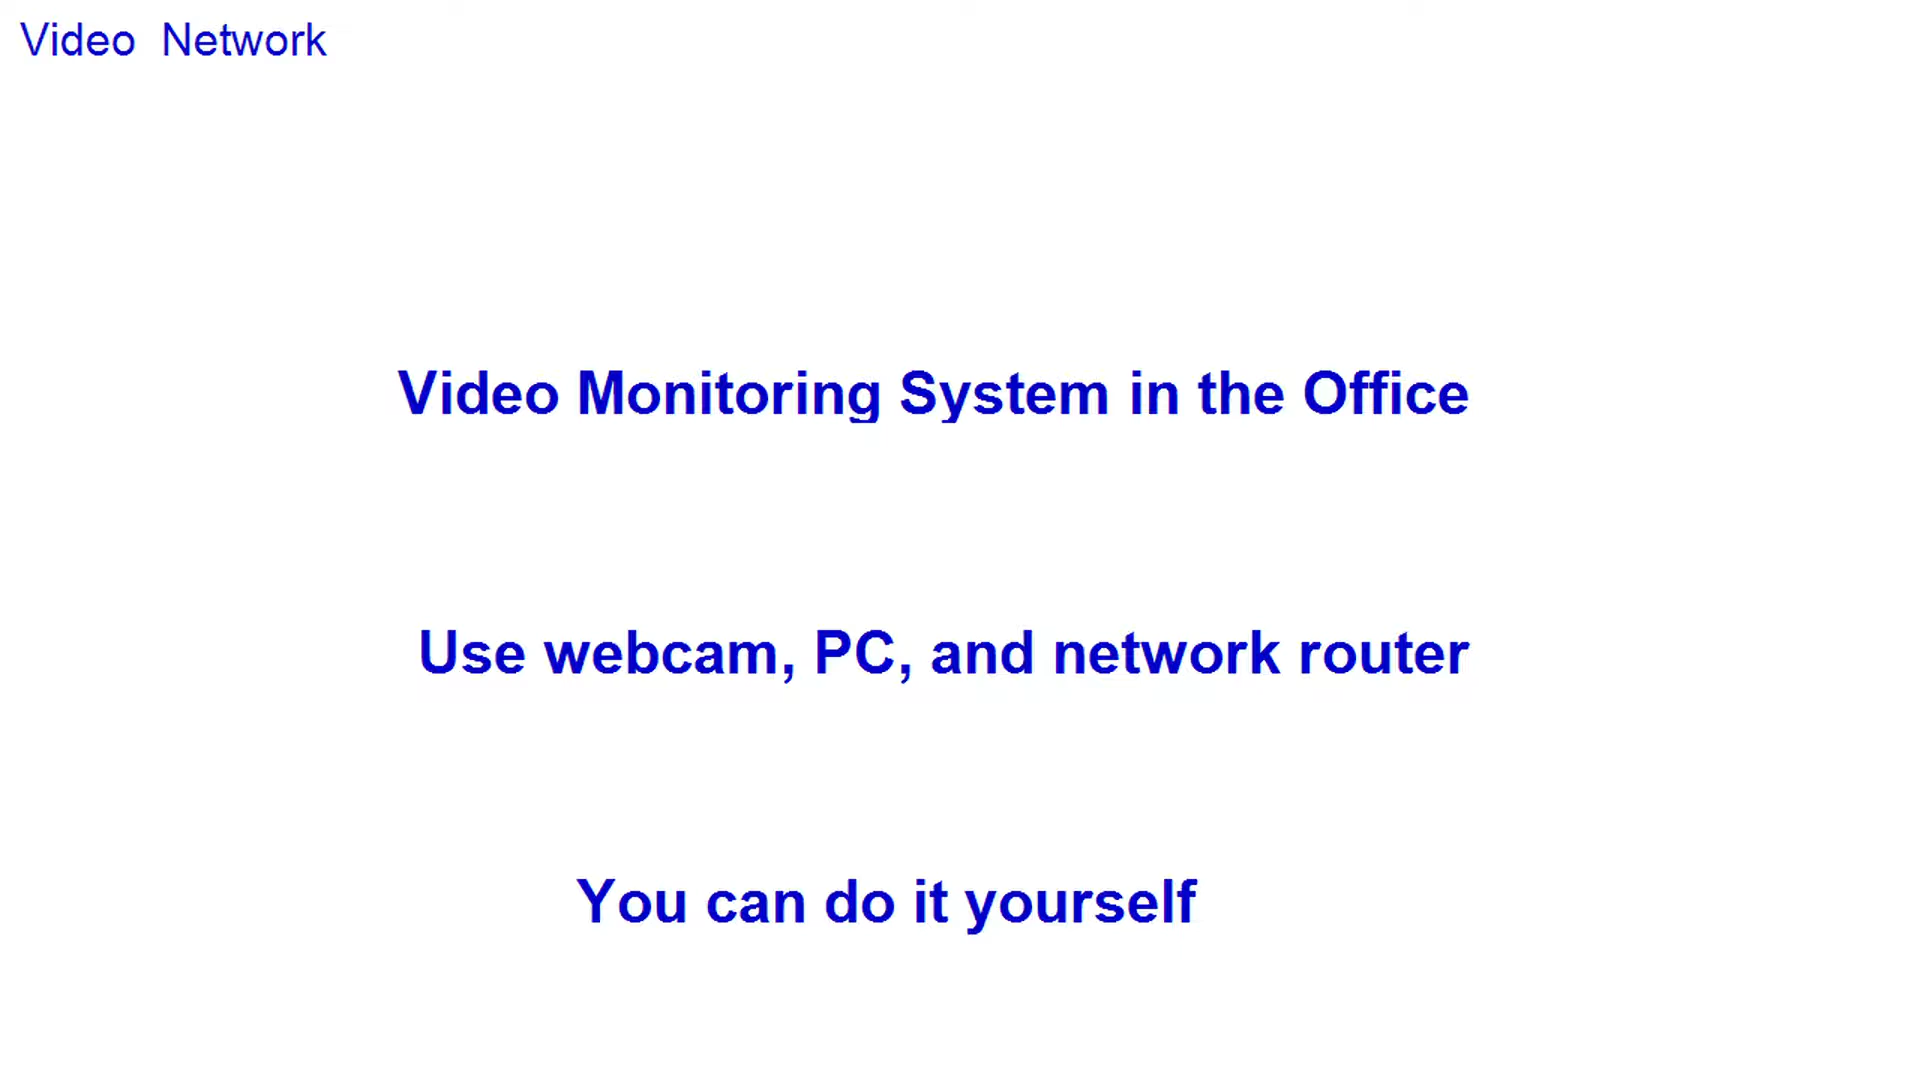 Video Network
Video Monitoring System in the Office
Use webcam, PC, and network router
You can do it yourself